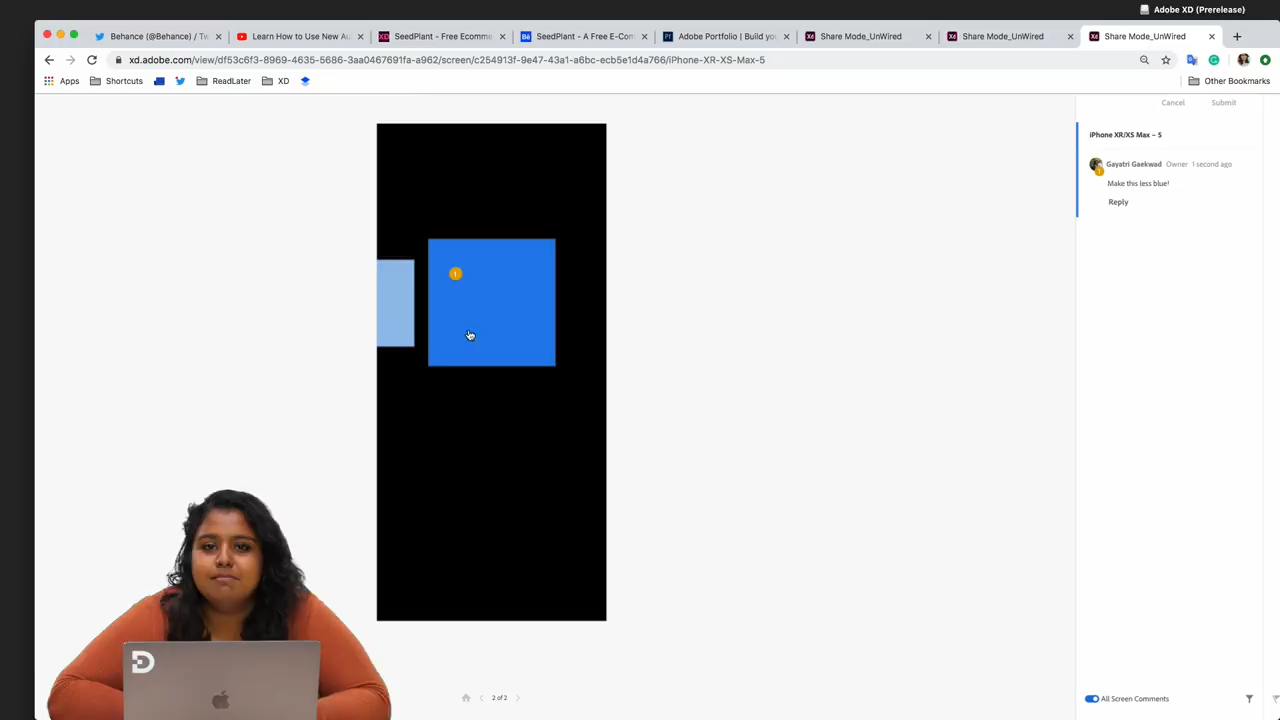 Adobe XD (Prerelease)
Behance (@Behance) / Tw
Learn How to Use New Au
SeedPlant - Free Ecomme
SeedPlant - A Free E-Com
Adobe Portfolio | Build you
Share Mode_UnWired
Share Mode_UnWired
Share Mode_UnWired
xd.adobe.com/view/df53c6f3-8969-4635-5686-3aa0467691fa-a962/screen/c254913f-9e47-43a1-a6bc-ecb5e1d4a766/iPhone-XR-XS-Max-5
Apps
Shortcuts
ReadLater
XD
Other Bookmarks
Cancel
Submit
iPhone XR/XS Max – 5
Gayatri Gaekwad Owner 1 second ago
1
Make this less blue!
Reply
1
2 of 2
All Screen Comments